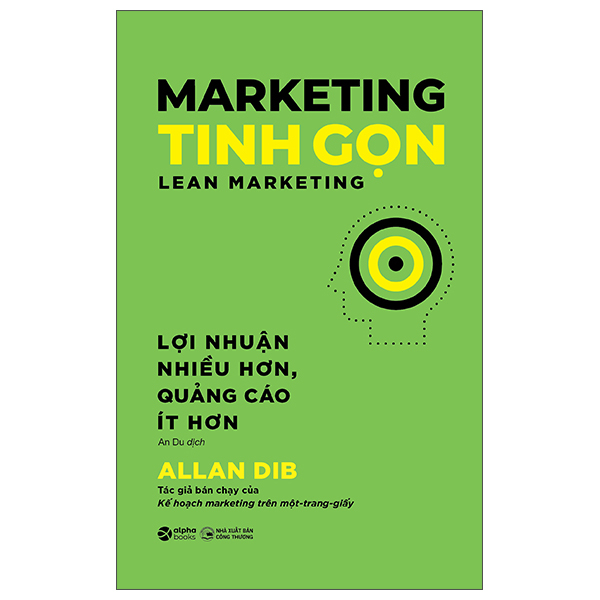 MARKETING
TINH GỌN
LEAN MARKETING
LỢI NHUẬN
NHIỀU HƠN,
QUẢNG CÁO
ÍT HƠN
An Du dịch
ALLAN DIB
Tác giả bán chạy của
Kế hoạch marketing trên một-trang-giấy
alpha
books
NHÀ XUẤT BẢN
CÔNG THƯƠNG